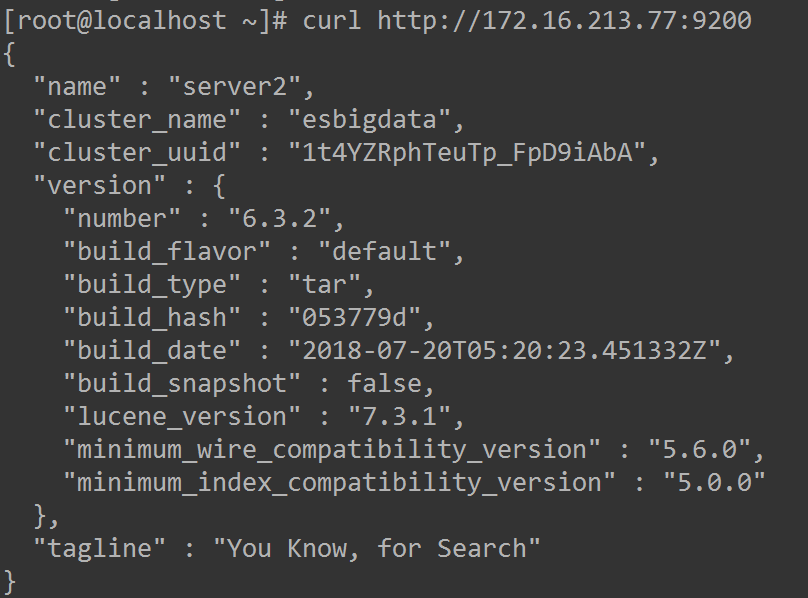 [root@localhost ~]# curl http://172.16.213.77:9200
{
  "name" : "server2",
  "cluster_name" : "esbigdata",
  "cluster_uuid" : "1t4YZRphTeuTp_FpD9iAbA",
  "version" : {
    "number" : "6.3.2",
    "build_flavor" : "default",
    "build_type" : "tar",
    "build_hash" : "053779d",
    "build_date" : "2018-07-20T05:20:23.451332Z",
    "build_snapshot" : false,
    "lucene_version" : "7.3.1",
    "minimum_wire_compatibility_version" : "5.6.0",
    "minimum_index_compatibility_version" : "5.0.0"
  },
  "tagline" : "You Know, for Search"
}